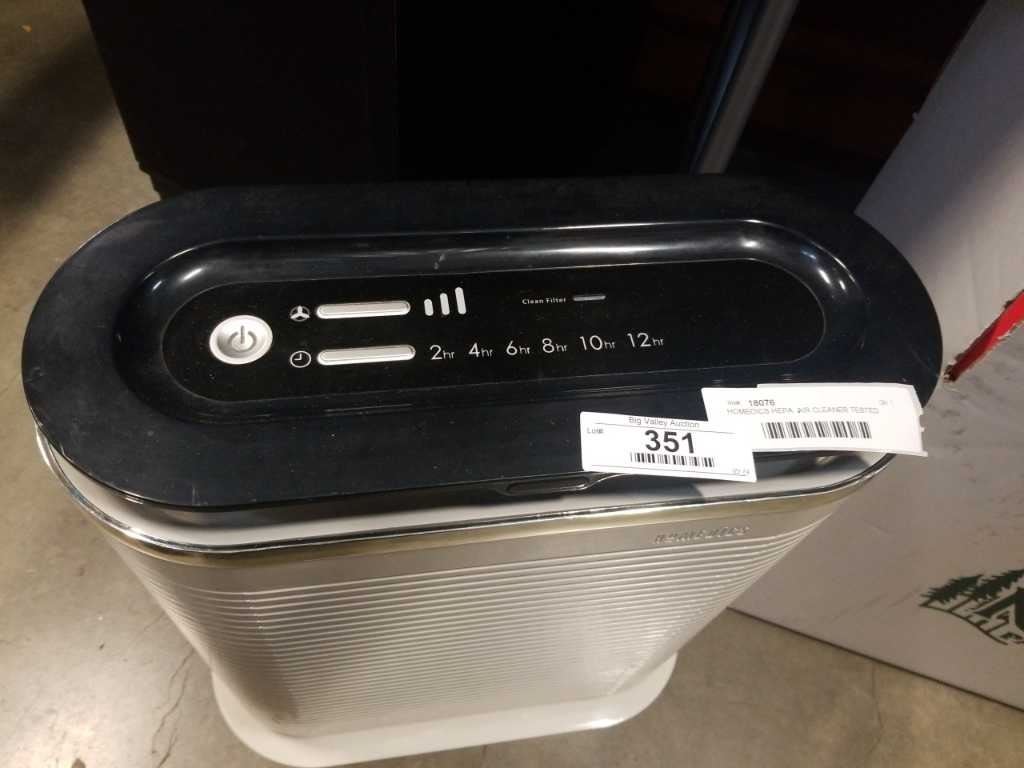 Clean Filter
2hr 4hr 6hr 8hr 10hr 12hr
18076
HOMEDICS HEPA AIR CLEANER TESTED
Big Valley Auction
Lot#
351
HoMEDICS